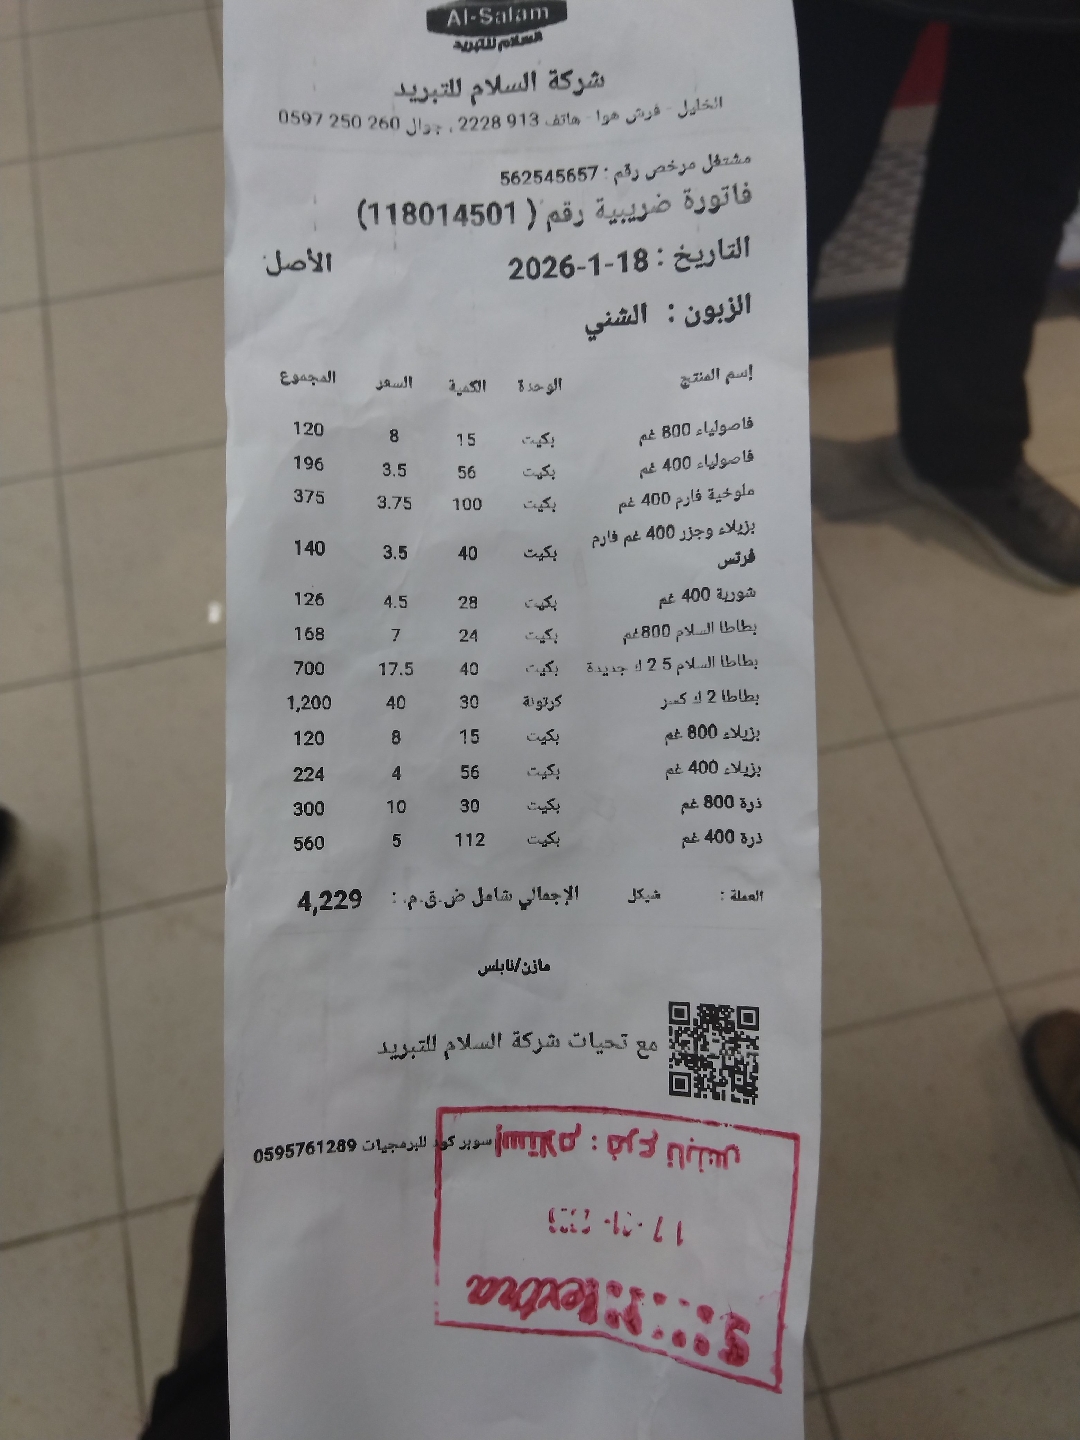 Al-Salam
السلام للتبريد
شركة السلام للتبريد
الخليل - فرش هوا - هاتف 2228 913 ، جوال 0597 250 260
مشتغل مرخص رقم : 562545657
فاتورة ضريبية رقم ( 118014501)
التاريخ : 18-1-2026 الأصل
الزبون : الشني
إسم المنتج الوحدة الكمية السعر المجموع
فاصولياء 800 غم بكيت 15 8 120
فاصولياء 400 غم بكيت 56 3.5 196
ملوخية فارم 400 غم بكيت 100 3.75 375
بزيلاء وجزر 400 غم فارم بكيت 40 3.5 140
فرتس
شوربة 400 غم بكيت 28 4.5 126
بطاطا السلام 800غم بكيت 24 7 168
بطاطا السلام 2.5 ك جديدة بكيت 40 17.5 700
بطاطا 2 ك كسر كرتونة 30 40 1,200
بزيلاء 800 غم بكيت 15 8 120
بزيلاء 400 غم بكيت 56 4 224
ذرة 800 غم بكيت 30 10 300
ذرة 400 غم بكيت 112 5 560
العملة : شيكل الإجمالي شامل ض.ق.م. : 4,229
مازن/نابلس
مع تحيات شركة السلام للتبريد
سوبر كود للبرمجيات 0595761289
إستلام : فرع نابلس